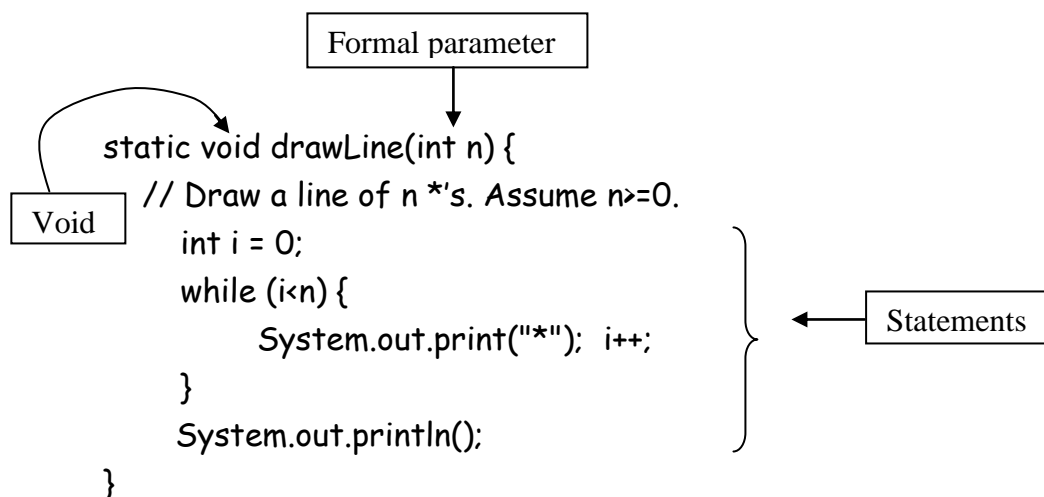 Formal parameter
static void drawLine(int n) {
// Draw a line of n *'s. Assume n>=0.
Void
int i = 0;
while (i<n) {
System.out.print("*"); i++;
Statements
}
System.out.println();
}